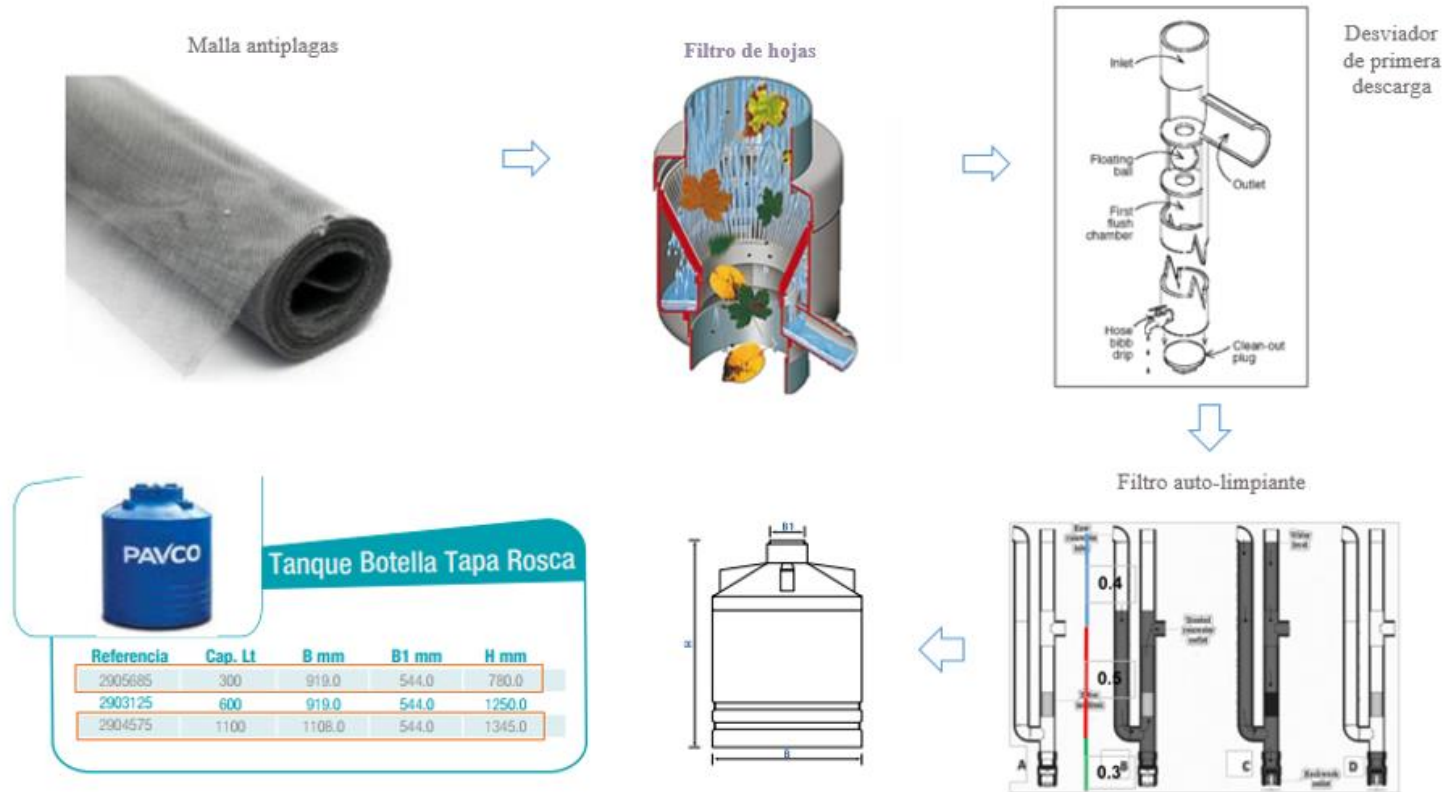 Malla antiplagas
Filtro de hojas
Desviador
de primera
descarga
Inlet
Floating
ball
Outlet
First
flush
chamber
Hose
bibb
drip
Clean-out
plug
Filtro auto-limpiante
0.4
0.5
0.3
A
B
C
D
PAVCO
Tanque Botella Tapa Rosca
Referencia Cap. Lt B mm B1 mm H mm
2905685 300 919.0 544.0 780.0
2903125 600 919.0 544.0 1250.0
2904575 1100 1108.0 544.0 1345.0
B1
H
B